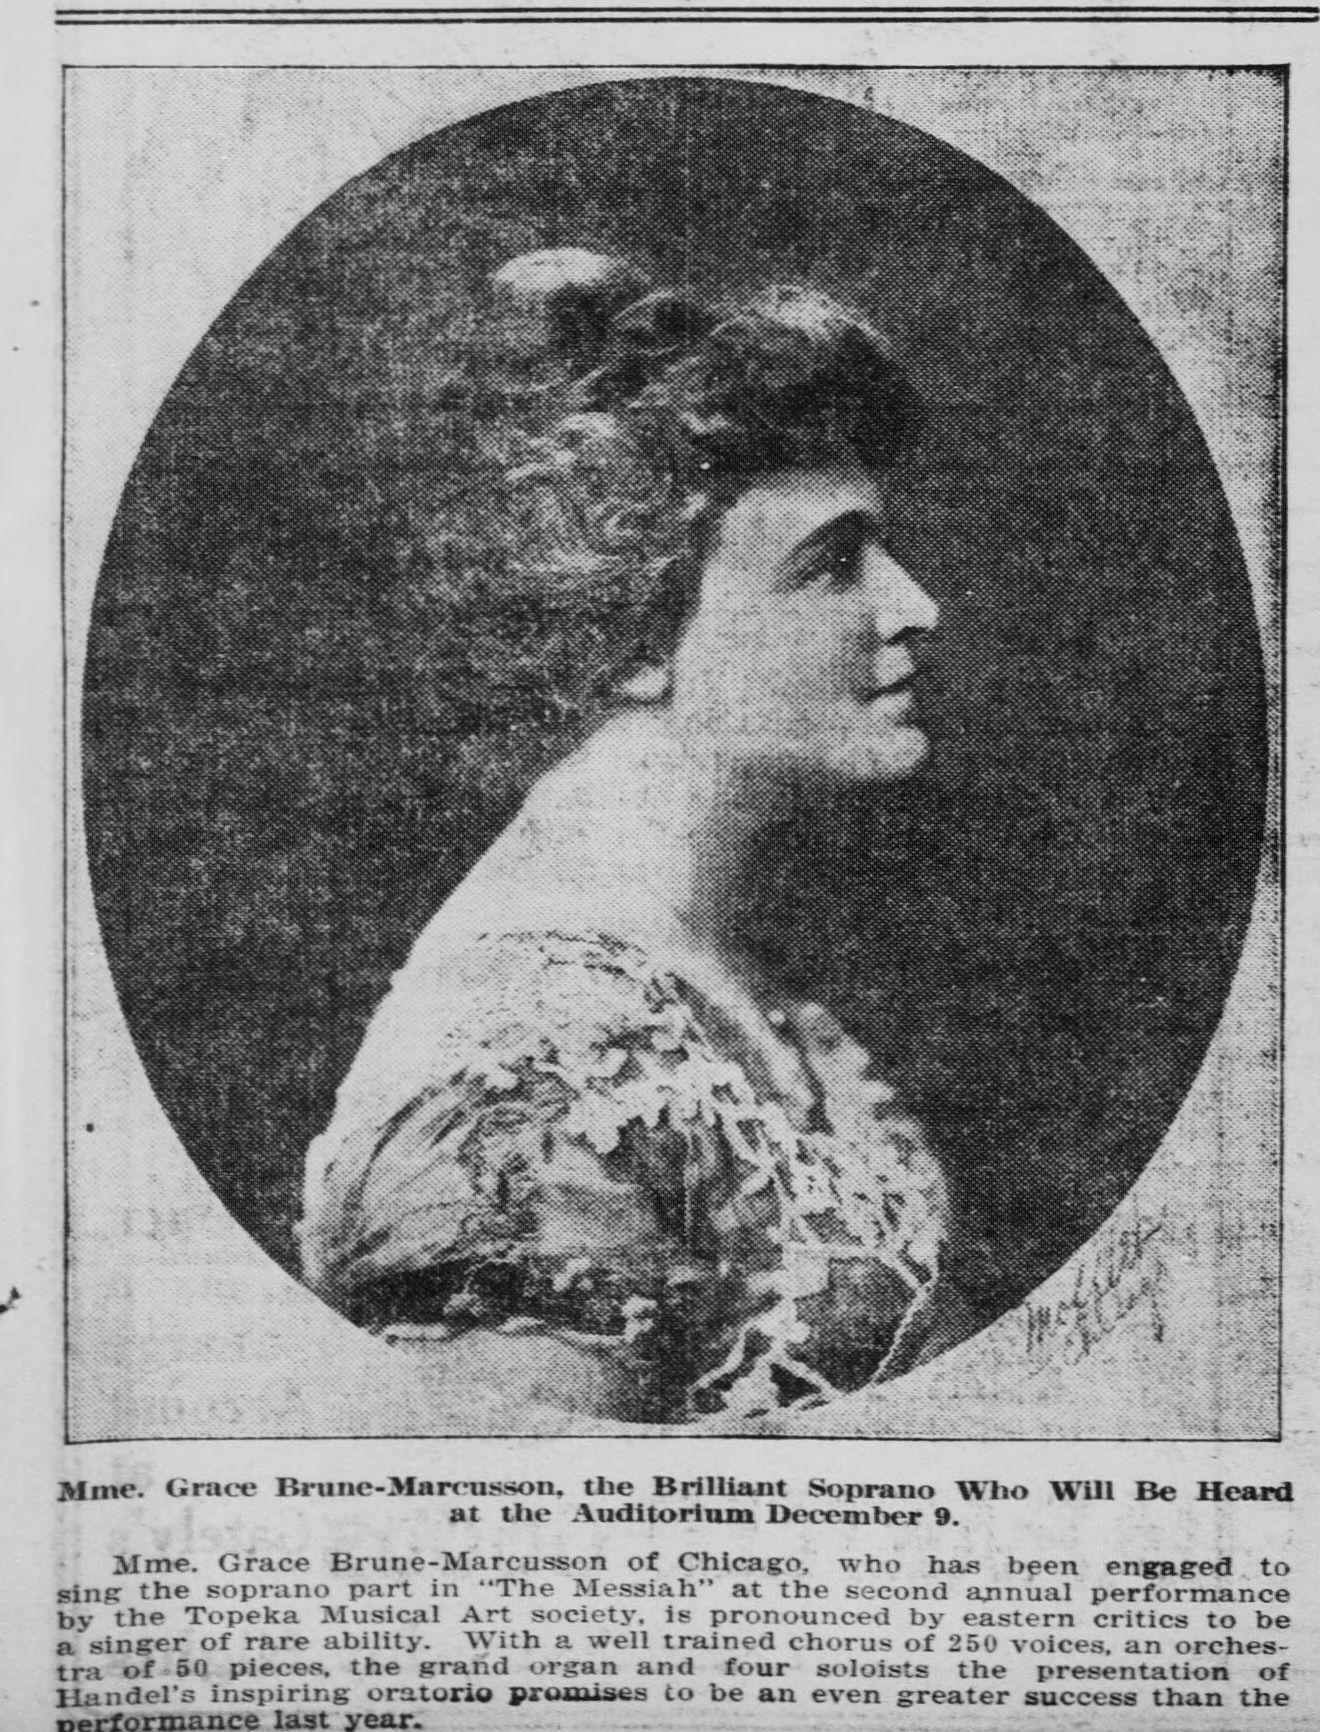 Moffett
Chicago
Mme. Grace Brune-Marcusson, the Brilliant Soprano Who Will Be Heard
at the Auditorium December 9.
Mme. Grace Brune-Marcusson of Chicago, who has been engaged to
sing the soprano part in "The Messiah" at the second annual performance
by the Topeka Musical Art society, is pronounced by eastern critics to be
a singer of rare ability. With a well trained chorus of 250 voices, an orches-
tra of 50 pieces, the grand organ and four soloists the presentation of
Handel's inspiring oratorio promises to be an even greater success than the
performance last year.